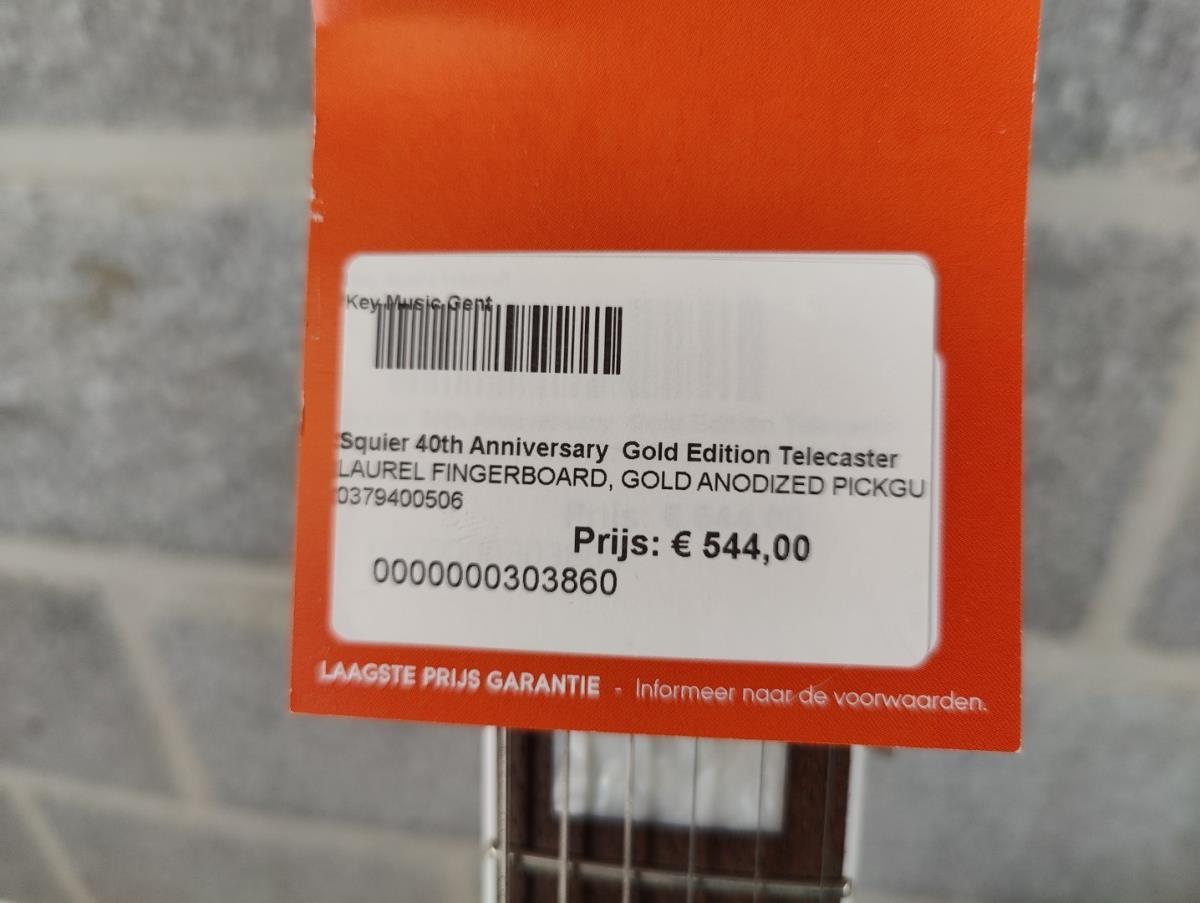 Key Music Gent
Squier 40th Anniversary Gold Edition Telecaster
LAUREL FINGERBOARD, GOLD ANODIZED PICKGU
0379400506
Prijs: € 544,00
0000000303860
LAAGSTE PRIJS GARANTIE - Informeer naar de voorwaarden.